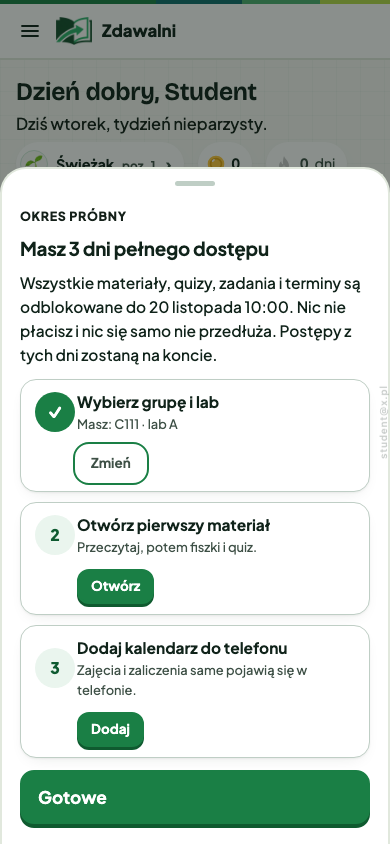 Zdawalni
Dzień dobry, Student
Dziś wtorek, tydzień nieparzysty.
Świeżak poz. 1 › 0 0 dni
OKRES PRÓBNY
Masz 3 dni pełnego dostępu
Wszystkie materiały, quizy, zadania i terminy są
odblokowane do 20 listopada 10:00. Nic nie
płacisz i nic się samo nie przedłuża. Postępy z
tych dni zostaną na koncie.
Wybierz grupę i lab
Masz: C111 · lab A
Zmień
2
Otwórz pierwszy materiał
Przeczytaj, potem fiszki i quiz.
Otwórz
3
Dodaj kalendarz do telefonu
Zajęcia i zaliczenia same pojawią się w
telefonie.
Dodaj
Gotowe
student@x.pl